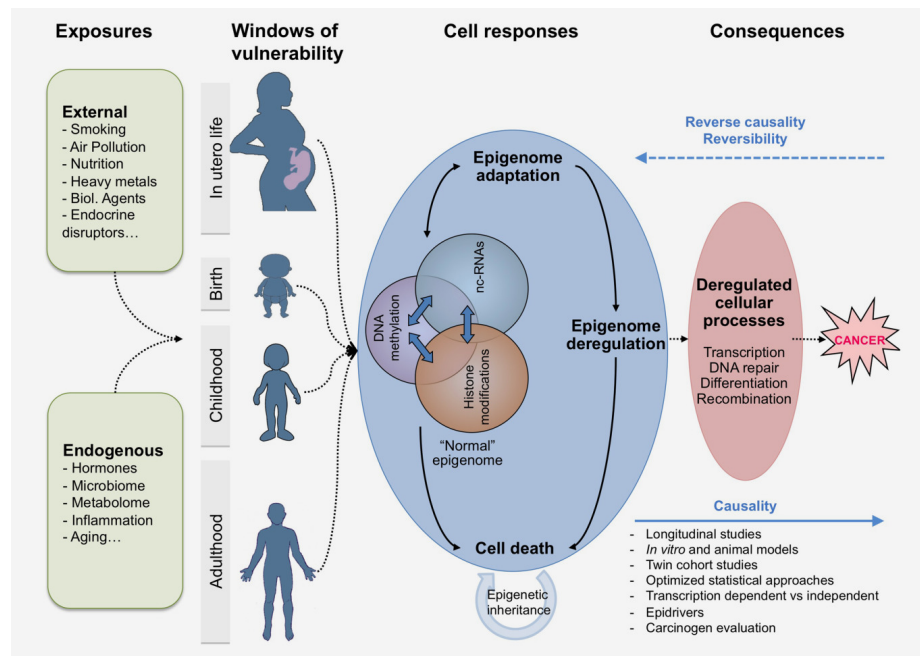 Exposures
Windows of
vulnerability
Cell responses
Consequences
External
- Smoking
- Air Pollution
- Nutrition
- Heavy metals
- Biol. Agents
- Endocrine
disruptors…
Endogenous
- Hormones
- Microbiome
- Metabolome
- Inflammation
- Aging…
In utero life
Birth
Childhood
Adulthood
Epigenome
adaptation
nc-RNAs
DNA
methylation
Histone
modifications
"Normal"
epigenome
Epigenome
deregulation
Cell death
Epigenetic
inheritance
Reverse causality
Reversibility
Deregulated
cellular
processes
Transcription
DNA repair
Differentiation
Recombination
CANCER
Causality
- Longitudinal studies
- In vitro and animal models
- Twin cohort studies
- Optimized statistical approaches
- Transcription dependent vs independent
- Epidrivers
- Carcinogen evaluation